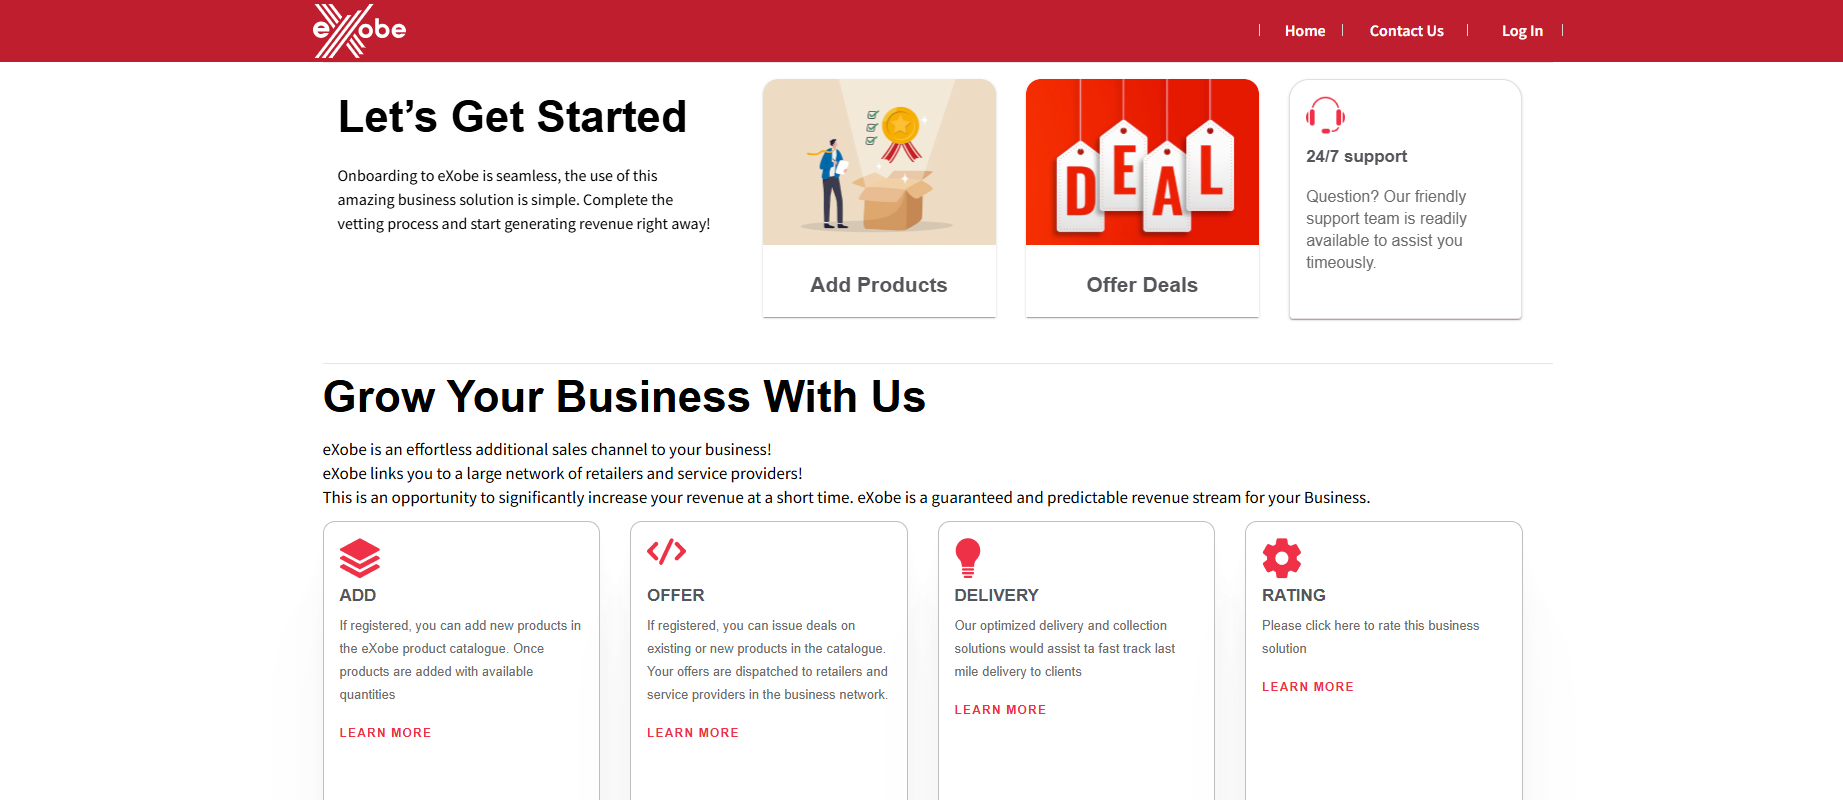 eXobe
Home
Contact Us
Log In
Let’s Get Started
Onboarding to eXobe is seamless, the use of this
amazing business solution is simple. Complete the
vetting process and start generating revenue right away!
Add Products
DEAL
Offer Deals
24/7 support
Question? Our friendly
support team is readily
available to assist you
timeously.
Grow Your Business With Us
eXobe is an effortless additional sales channel to your business!
eXobe links you to a large network of retailers and service providers!
This is an opportunity to significantly increase your revenue at a short time. eXobe is a guaranteed and predictable revenue stream for your Business.
ADD
If registered, you can add new products in
the eXobe product catalogue. Once
products are added with available
quantities
LEARN MORE
OFFER
If registered, you can issue deals on
existing or new products in the catalogue.
Your offers are dispatched to retailers and
service providers in the business network.
LEARN MORE
DELIVERY
Our optimized delivery and collection
solutions would assist ta fast track last
mile delivery to clients
LEARN MORE
RATING
Please click here to rate this business
solution
LEARN MORE